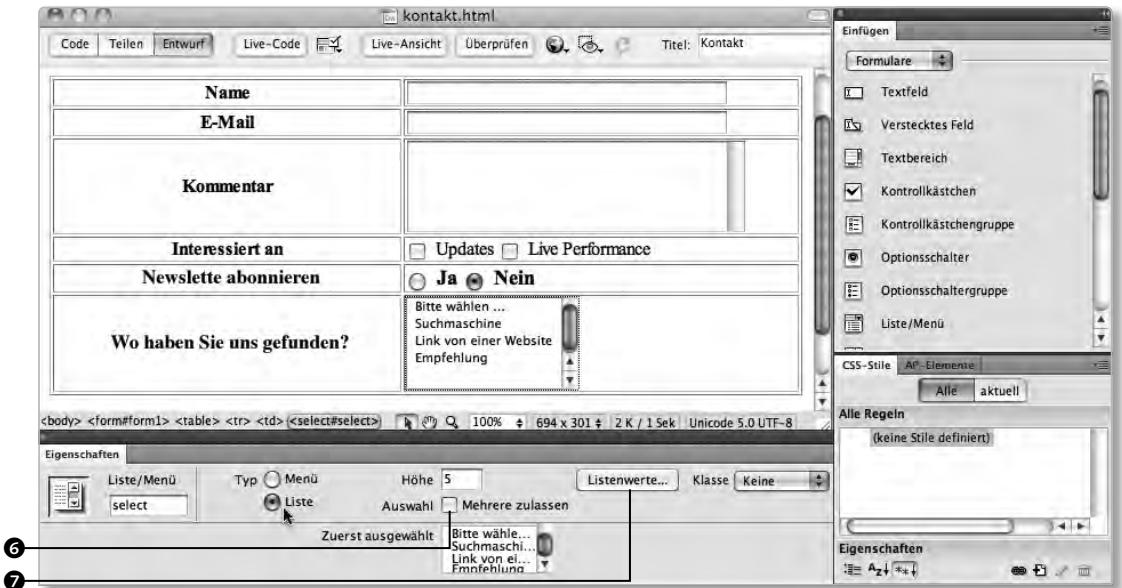 kontakt.html
Code Teilen Entwurf Live-Code Live-Ansicht Überprüfen Titel: Kontakt
Name
E-Mail
Kommentar
Interessiert an Updates Live Performance
Newslette abonnieren Ja Nein
Wo haben Sie uns gefunden?
Bitte wählen ...
Suchmaschine
Link von einer Website
Empfehlung
<body> <form#form1> <table> <tr> <td> <select#select> 100% 694 x 301 2 K / 1 Sek Unicode 5.0 UTF-8
Eigenschaften
Liste/Menü Typ Menü Höhe 5 Listenwerte... Klasse Keine
select Liste Auswahl Mehrere zulassen
Zuerst ausgewählt Bitte wähle...
Suchmaschi...
Link von ei...
Empfehlung
6
7
Einfügen
Formulare
Textfeld
Verstecktes Feld
Textbereich
Kontrollkästchen
Kontrollkästchengruppe
Optionsschalter
Optionsschaltergruppe
Liste/Menü
CSS-Stile AP-Elemente
Alle aktuell
Alle Regeln
(keine Stile definiert)
Eigenschaften